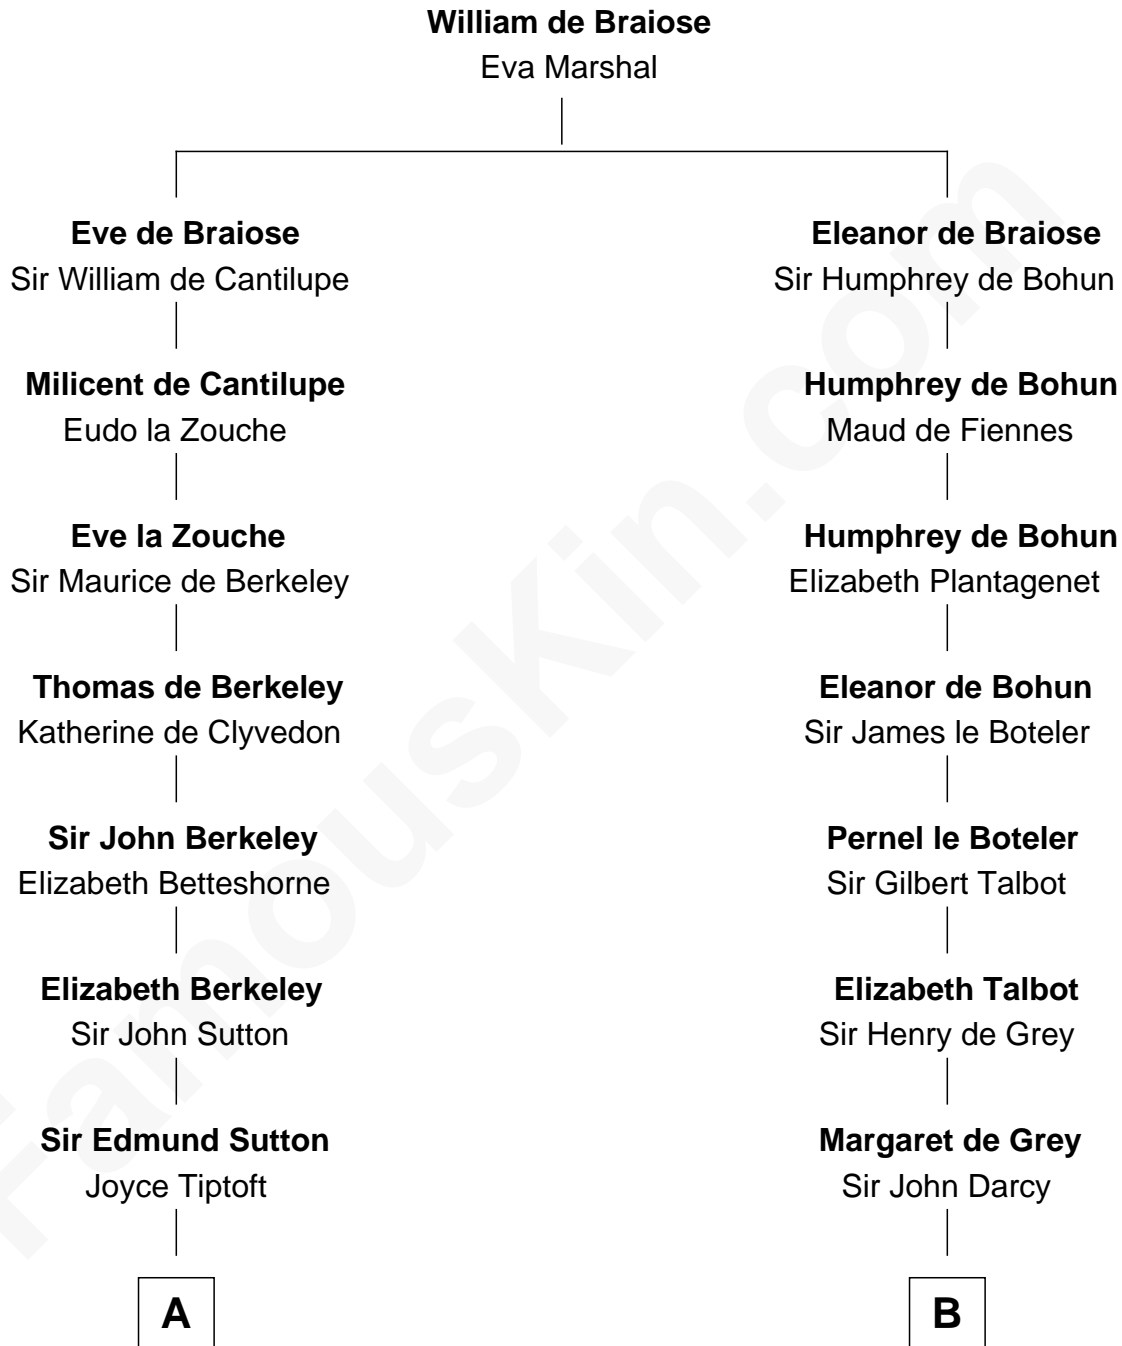 William de Braiose
Eva Marshal
Eve de Braiose
Sir William de Cantilupe
Milicent de Cantilupe
Eudo la Zouche
Eve la Zouche
Sir Maurice de Berkeley
Thomas de Berkeley
Katherine de Clyvedon
Sir John Berkeley
Elizabeth Betteshorne
Elizabeth Berkeley
Sir John Sutton
Sir Edmund Sutton
Joyce Tiptoft
A
Eleanor de Braiose
Sir Humphrey de Bohun
Humphrey de Bohun
Maud de Fiennes
Humphrey de Bohun
Elizabeth Plantagenet
Eleanor de Bohun
Sir James le Boteler
Pernel le Boteler
Sir Gilbert Talbot
Elizabeth Talbot
Sir Henry de Grey
Margaret de Grey
Sir John Darcy
B
FamousKin.com